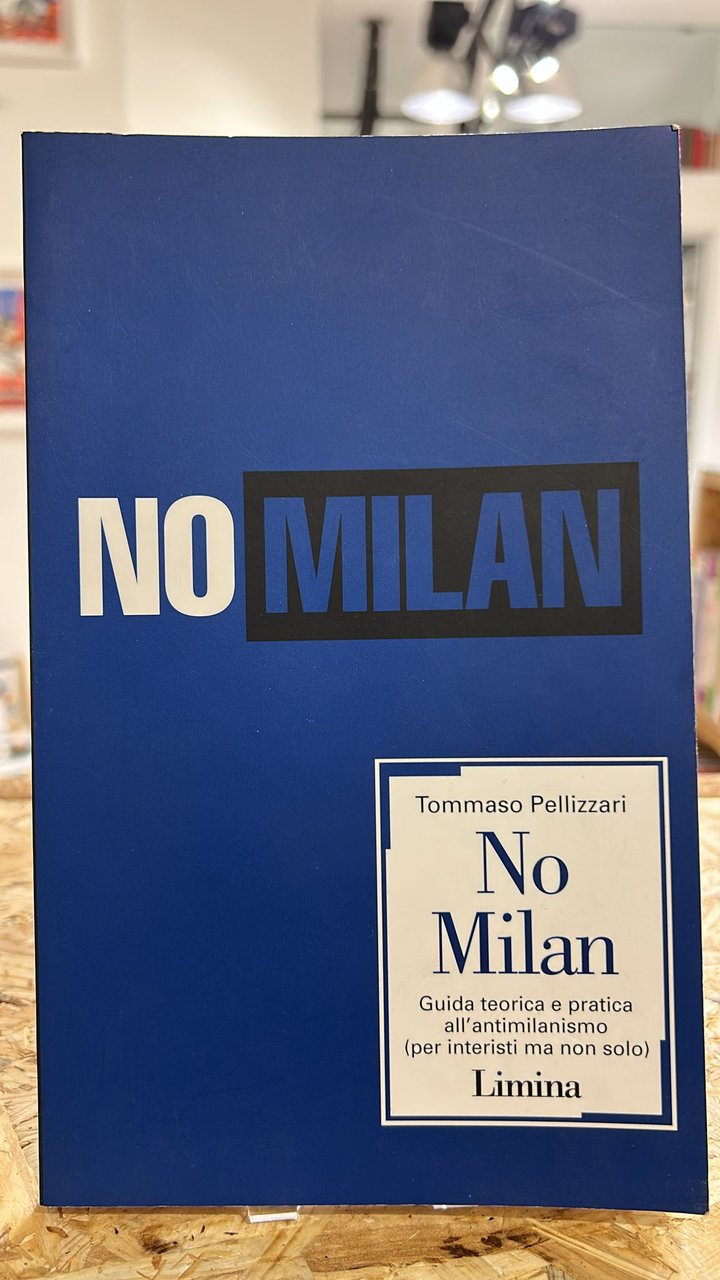 NO MILAN
Tommaso Pellizzari
No
Milan
Guida teorica e pratica
all'antimilanismo
(per interisti ma non solo)
Limina